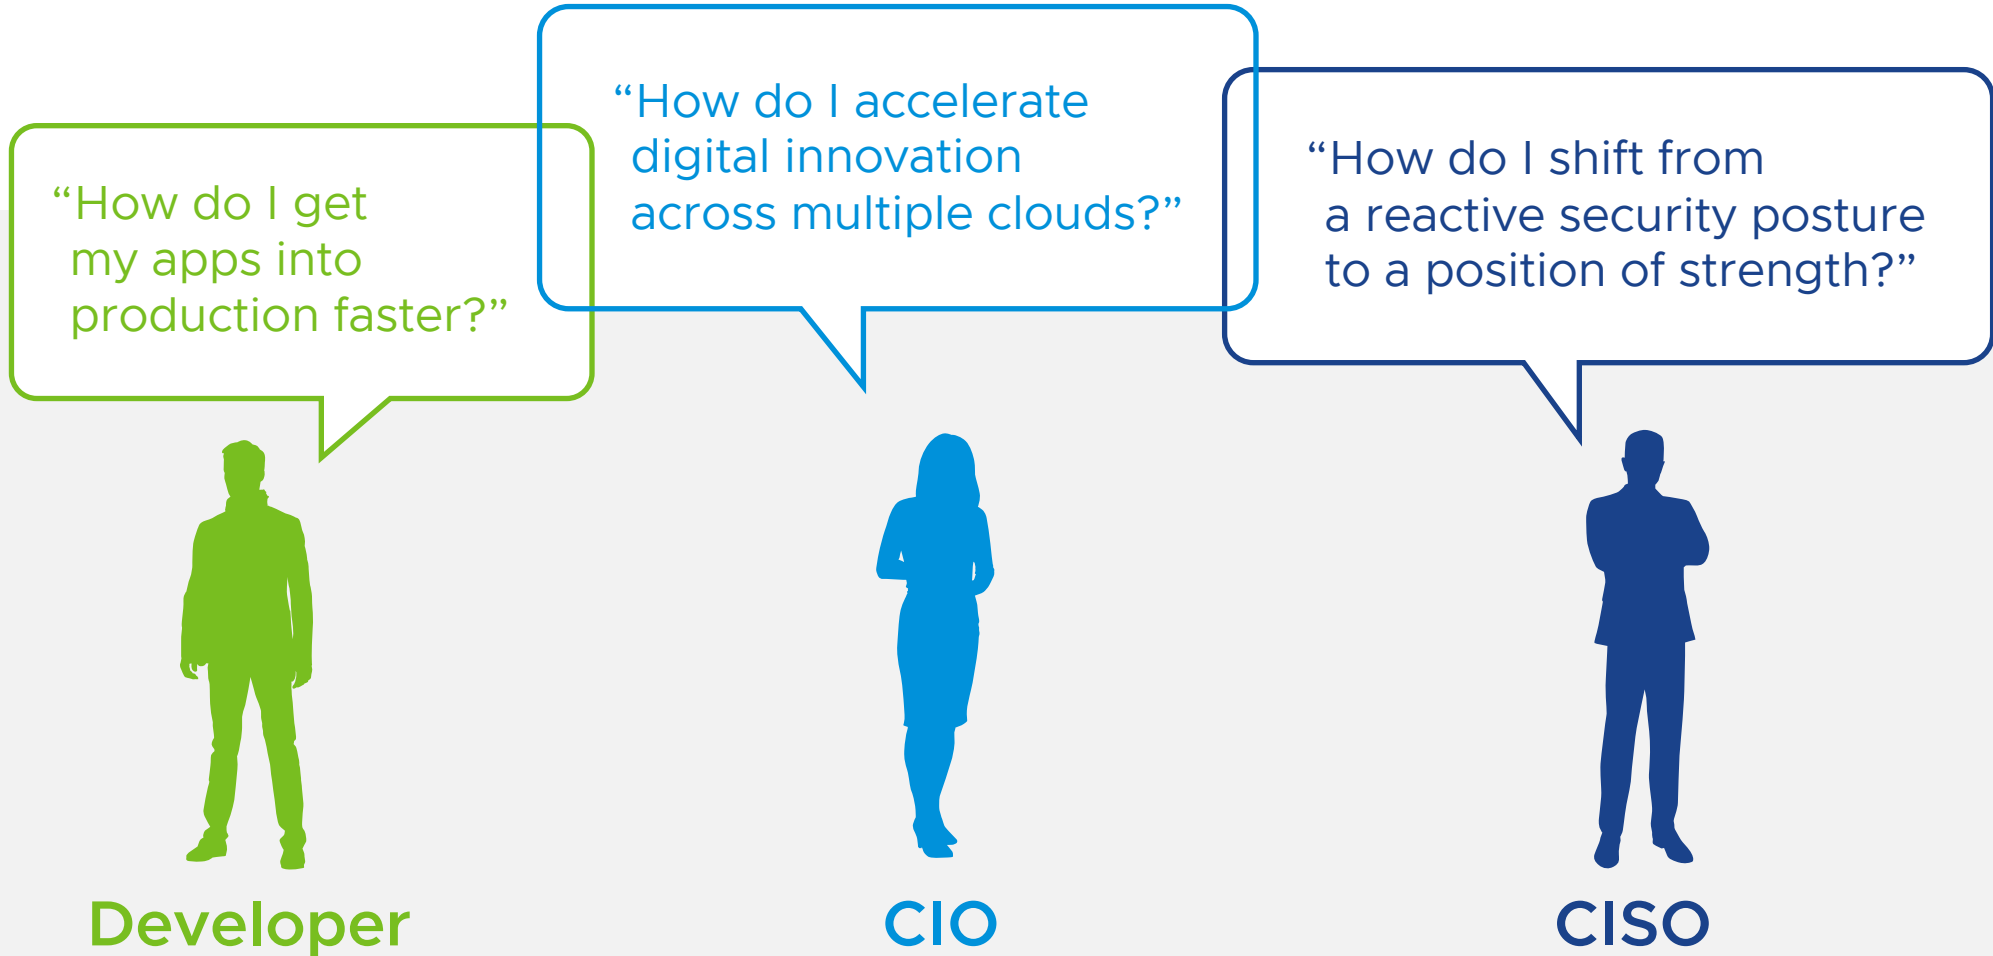 “How do I get
my apps into
production faster?”
“How do I accelerate
digital innovation
across multiple clouds?”
“How do I shift from
a reactive security posture
to a position of strength?”
Developer
CIO
CISO